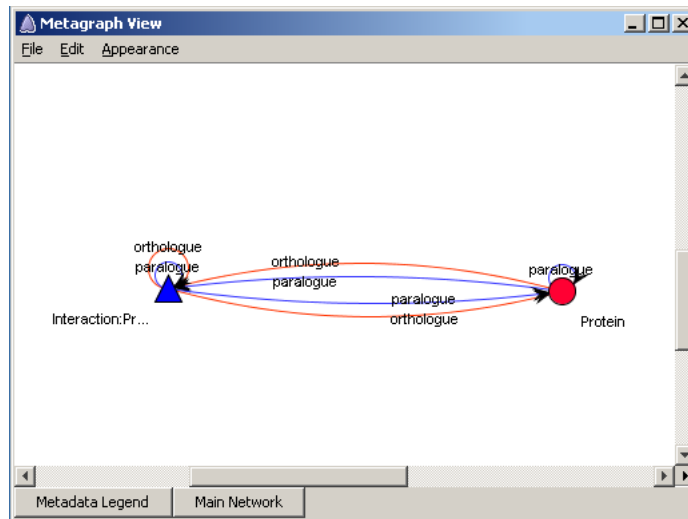 Metagraph View
File Edit Appearance
orthologue
paralogue
orthologue
paralogue
paralogue
orthologue
paralogue
Interaction:Pr...
Protein
Metadata Legend
Main Network